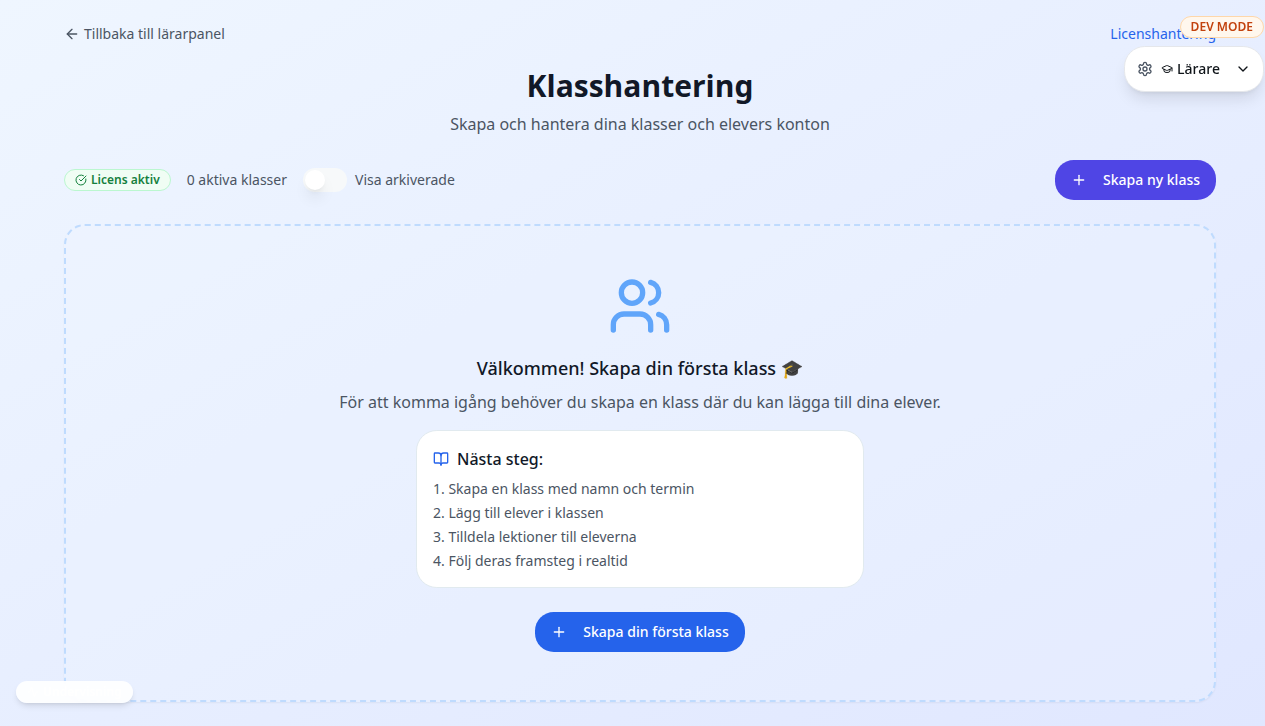 Tillbaka till lärarpanel
DEV MODE
Lärare
Klasshantering
Skapa och hantera dina klasser och elevers konton
Licens aktiv
0 aktiva klasser
Visa arkiverade
Skapa ny klass
Välkommen! Skapa din första klass 🎓
För att komma igång behöver du skapa en klass där du kan lägga till dina elever.
Nästa steg:
1. Skapa en klass med namn och termin
2. Lägg till elever i klassen
3. Tilldela lektioner till eleverna
4. Följ deras framsteg i realtid
Skapa din första klass